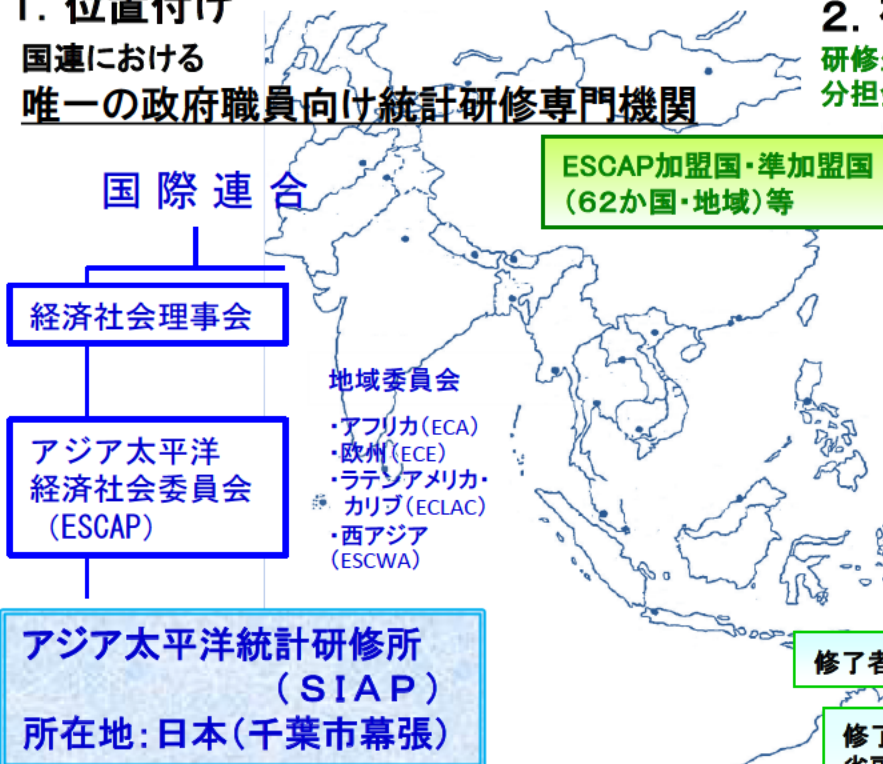 1. 位置付け
国連における
唯一の政府職員向け統計研修専門機関
2.
研修
分担
ESCAP加盟国・準加盟国
(62か国・地域)等
国際連合
経済社会理事会
地域委員会
・アフリカ(ECA)
・欧州(ECE)
・ラテンアメリカ・
カリブ(ECLAC)
・西アジア
(ESCWA)
アジア太平洋
経済社会委員会
(ESCAP)
アジア太平洋統計研修所
(SIAP)
所在地:日本(千葉市幕張)
修了者
修了